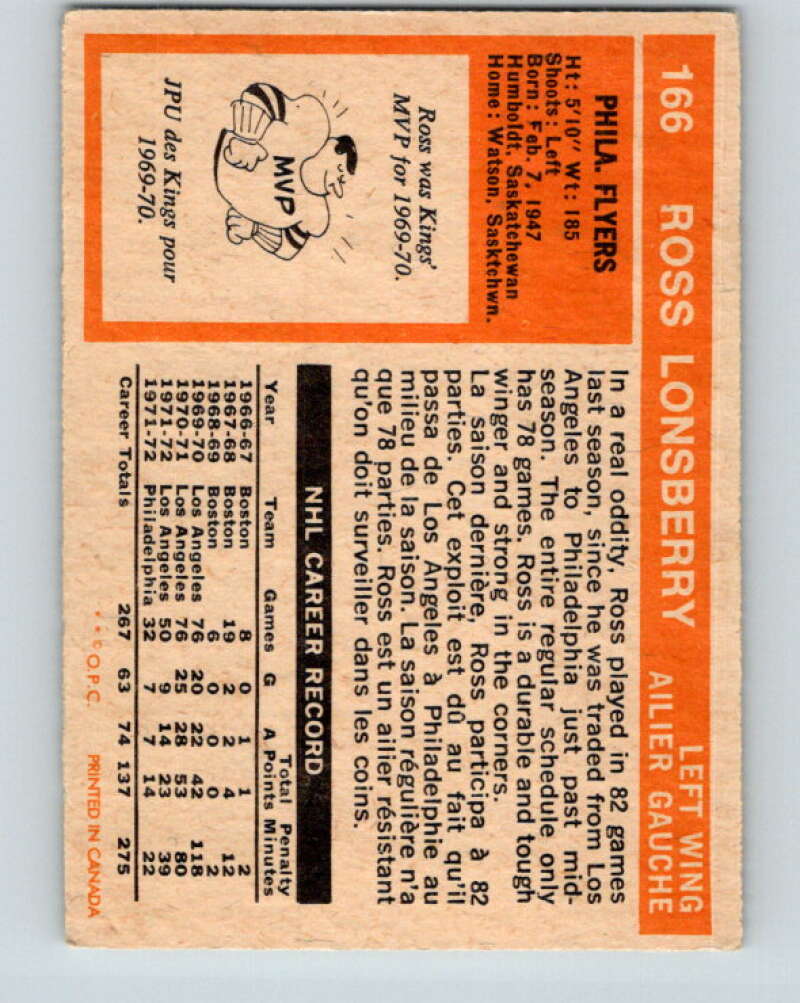 166 ROSS LONSBERRY LEFT WING
AILIER GAUCHE
PHILA. FLYERS
Ht: 5'10" Wt: 185
Shoots: Left
Born: Feb. 7, 1947
Humboldt, Saskatchewan
Home: Watson, Sasktchwn.
Ross was Kings'
MVP for 1969-70.
MVP
JPU des Kings pour
1969-70.
In a real oddity, Ross played in 82 games
last season, since he was traded from Los
Angeles to Philadelphia just past mid-
season. The entire regular schedule only
has 78 games. Ross is a durable and tough
winger and strong in the corners.
La saison dernière, Ross participa à 82
parties. Cet exploit est dû au fait qu'il
passa de Los Angeles à Philadelphie au
milieu de la saison. La saison régulière n'a
que 78 parties. Ross est un ailier résistant
qu'on doit surveiller dans les coins.
NHL CAREER RECORD
Total Penalty
Year Team Games G A Points Minutes
1966-67 Boston 8 0 1 1 2
1967-68 Boston 19 2 2 4 12
1968-69 Boston 6 0 0 0 2
1969-70 Los Angeles 76 20 22 42 118
1970-71 Los Angeles 76 25 28 53 80
1971-72 Los Angeles 50 9 14 23 39
1971-72 Philadelphia 32 7 7 14 22
Career Totals 267 63 74 137 275
© O.P.C. PRINTED IN CANADA